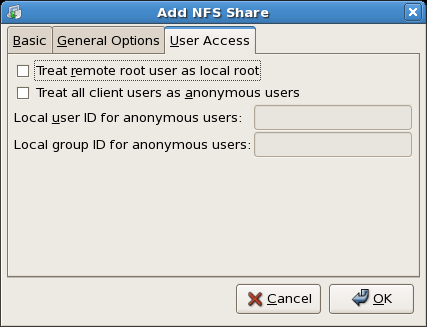 Add NFS Share
Basic General Options User Access
Treat remote root user as local root
Treat all client users as anonymous users
Local user ID for anonymous users:
Local group ID for anonymous users:
Cancel OK